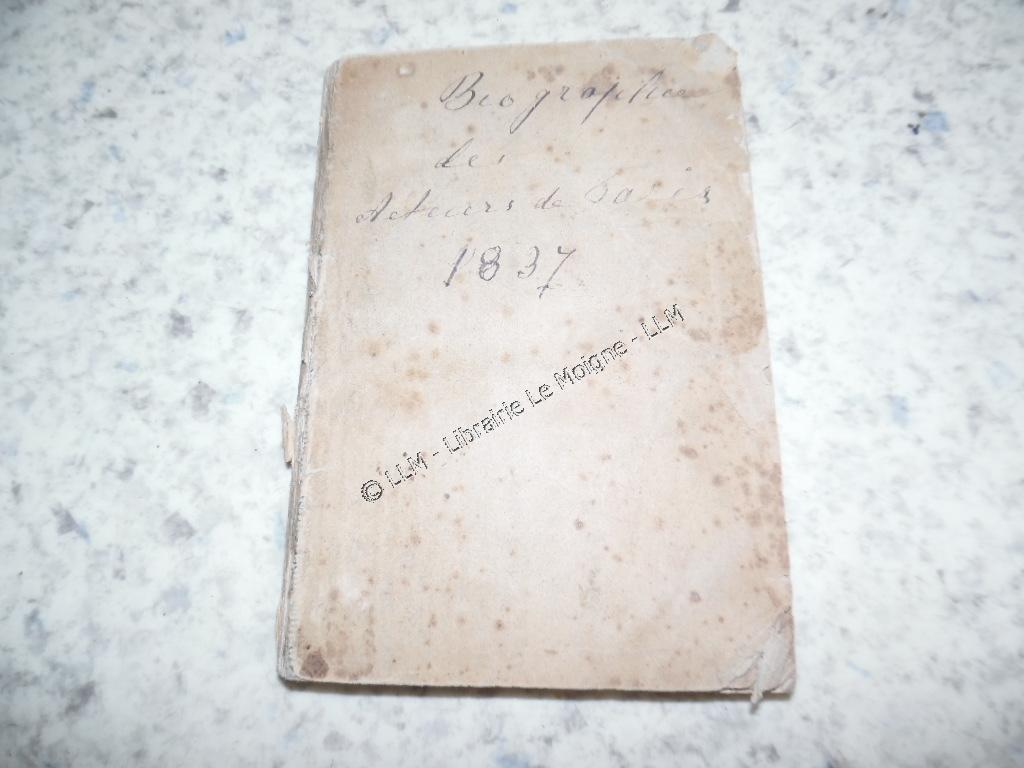 Biographie
des
Acteurs de Paris
1837
© LLM - Librairie Le Moigne - LLM